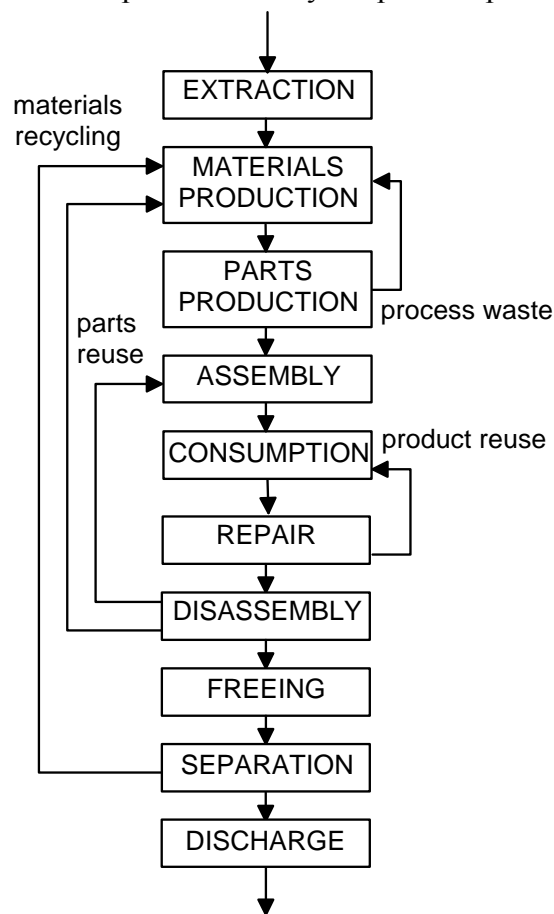 EXTRACTION
materials
recycling
MATERIALS
PRODUCTION
PARTS
PRODUCTION
process waste
parts
reuse
ASSEMBLY
product reuse
CONSUMPTION
REPAIR
DISASSEMBLY
FREEING
SEPARATION
DISCHARGE